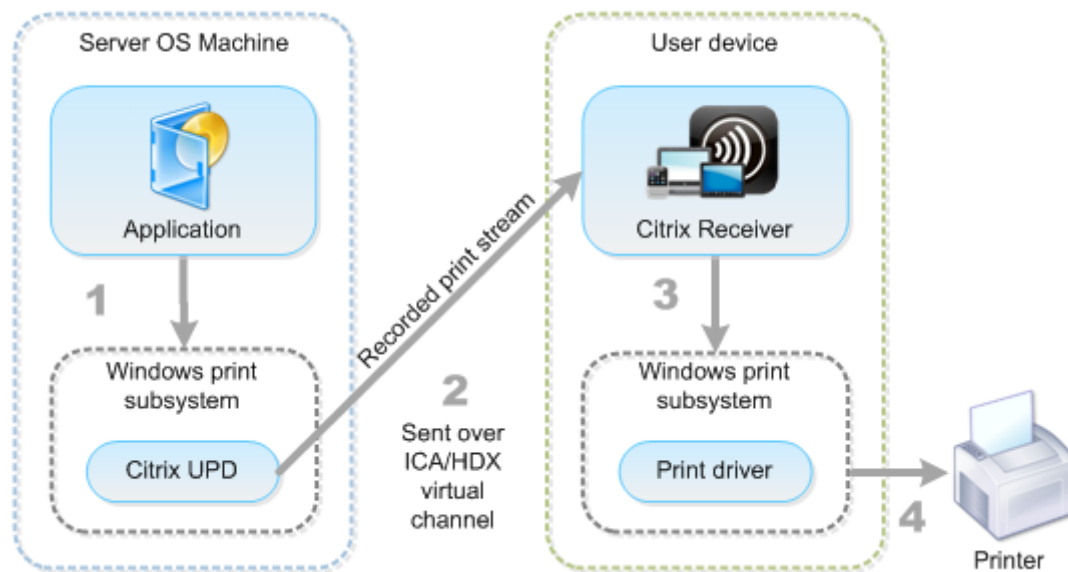 Server OS Machine
Application
1
Windows print
subsystem
Citrix UPD
Recorded print stream
2
Sent over
ICA/HDX
virtual
channel
User device
Citrix Receiver
3
Windows print
subsystem
Print driver
4
Printer